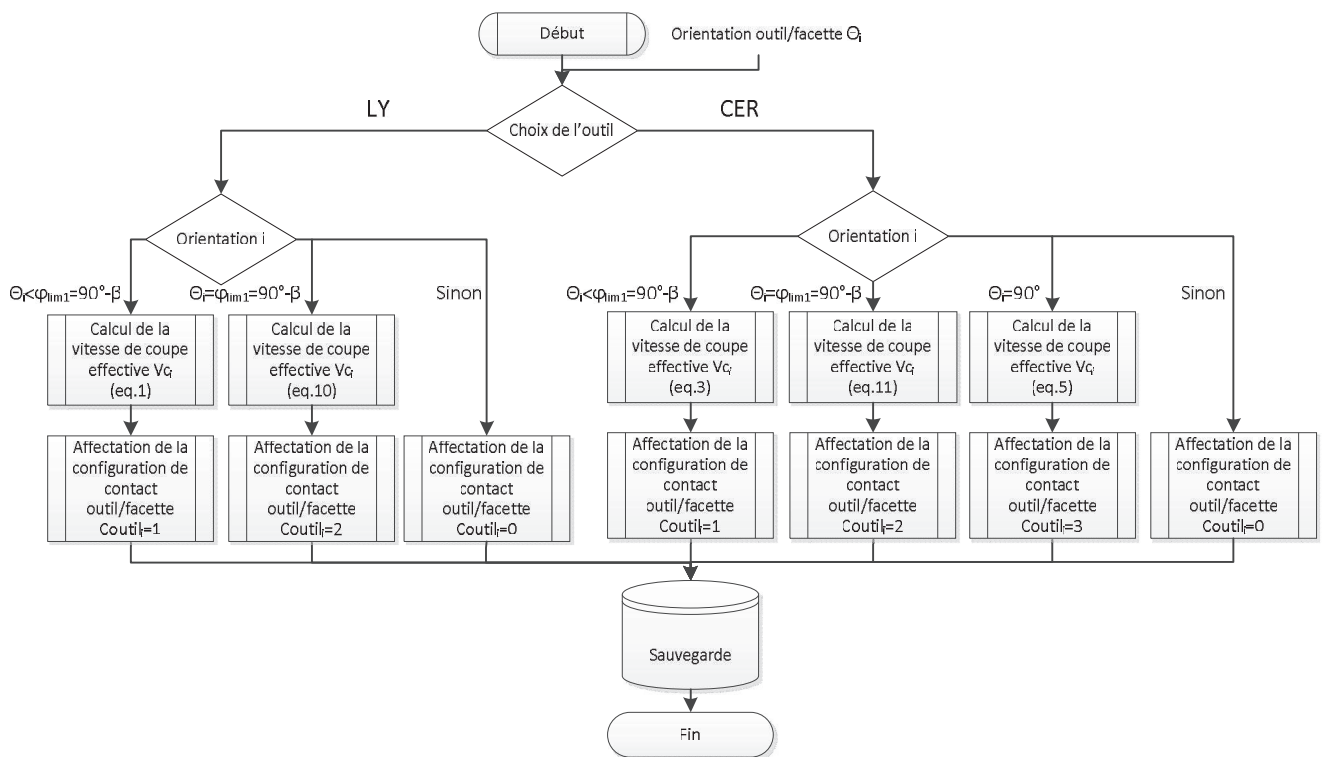 Début
Orientation outil/facette Θi
LY
CER
Choix de l'outil
Orientation i
Orientation i
Θi<φlim1=90°-β
Θi=φlim1=90°-β
Sinon
Θi<φlim1=90°-β
Θi=φlim1=90°-β
Θi=90°
Sinon
Calcul de la
vitesse de coupe
effective Vci
(eq.1)
Calcul de la
vitesse de coupe
effective Vci
(eq.10)
Calcul de la
vitesse de coupe
effective Vci
(eq.3)
Calcul de la
vitesse de coupe
effective Vci
(eq.11)
Calcul de la
vitesse de coupe
effective Vci
(eq.5)
Affectation de la
configuration de
contact
outil/facette
Coutili=1
Affectation de la
configuration de
contact
outil/facette
Coutili=2
Affectation de la
configuration de
contact
outil/facette
Coutili=0
Affectation de la
configuration de
contact
outil/facette
Coutili=1
Affectation de la
configuration de
contact
outil/facette
Coutili=2
Affectation de la
configuration de
contact
outil/facette
Coutili=3
Affectation de la
configuration de
contact
outil/facette
Coutili=0
Sauvegarde
Fin